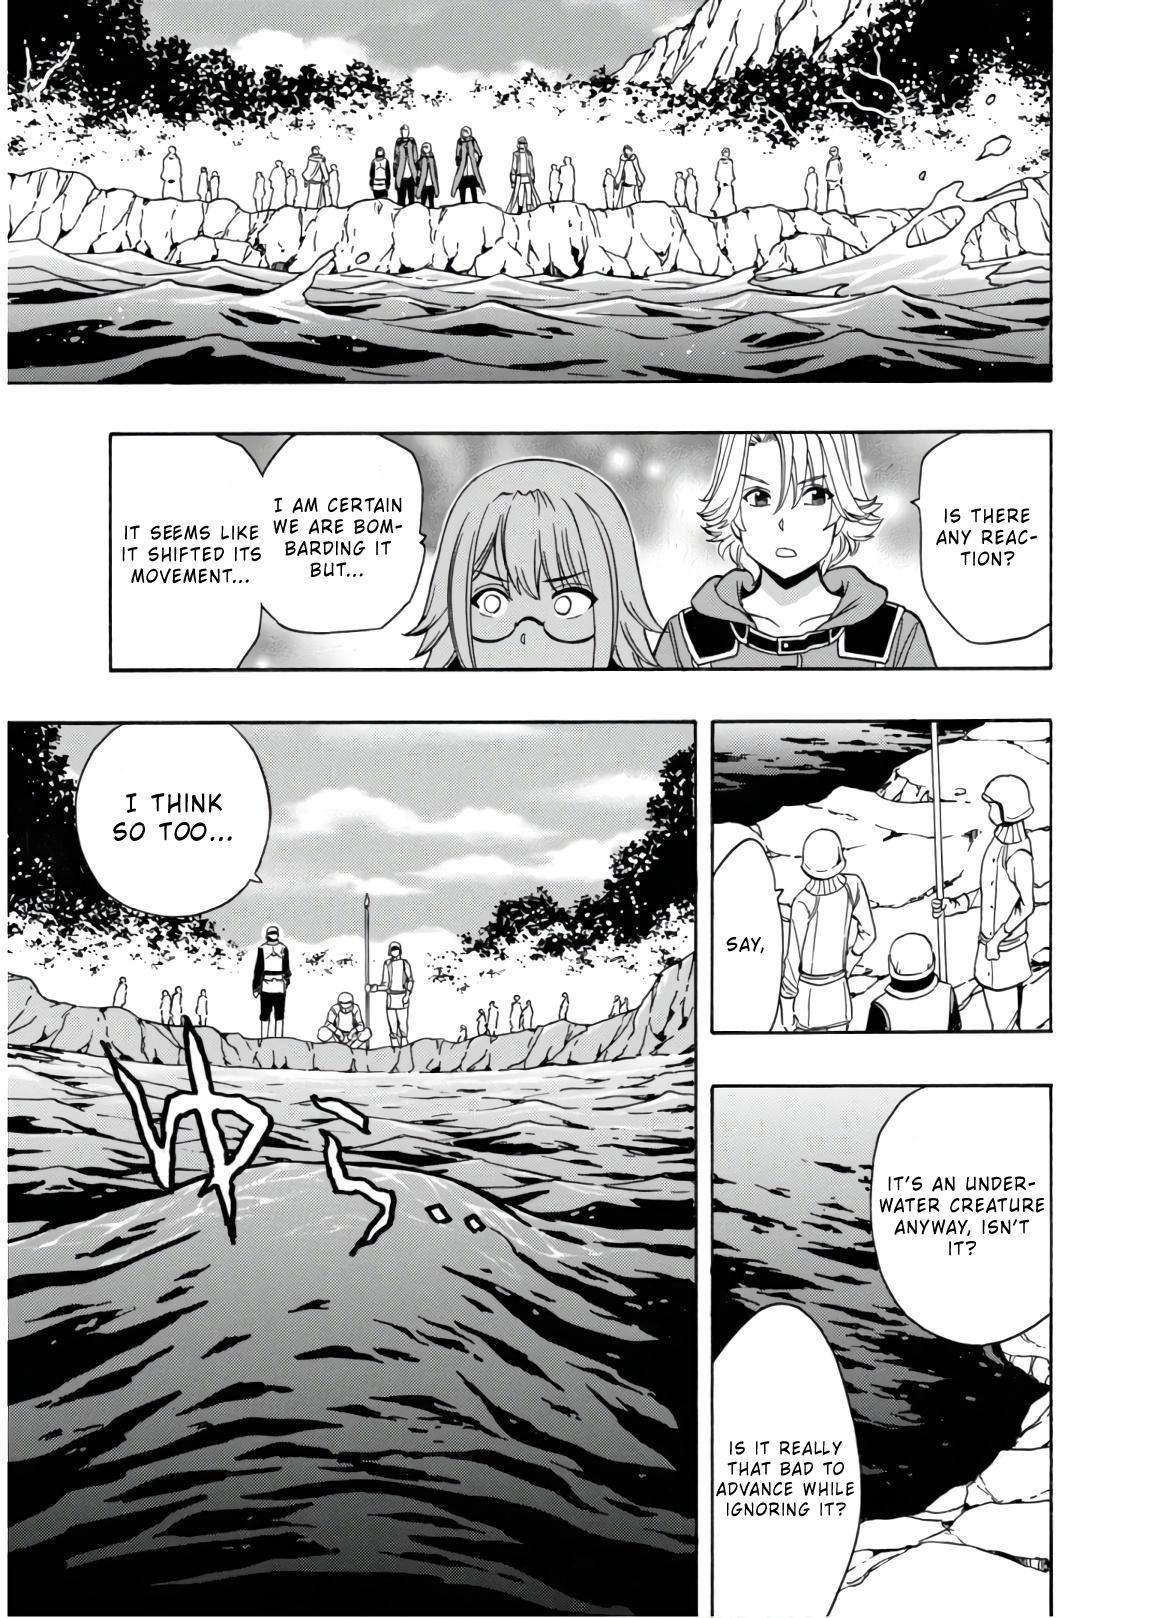 IS THERE
ANY REAC-
TION?
I AM CERTAIN
WE ARE BOM-
BARDING IT
BUT...
IT SEEMS LIKE
IT SHIFTED ITS
MOVEMENT...
SAY,
IT'S AN UNDER-
WATER CREATURE
ANYWAY, ISN'T
IT?
IS IT REALLY
THAT BAD TO
ADVANCE WHILE
IGNORING IT?
I THINK
SO TOO...
ゆら..